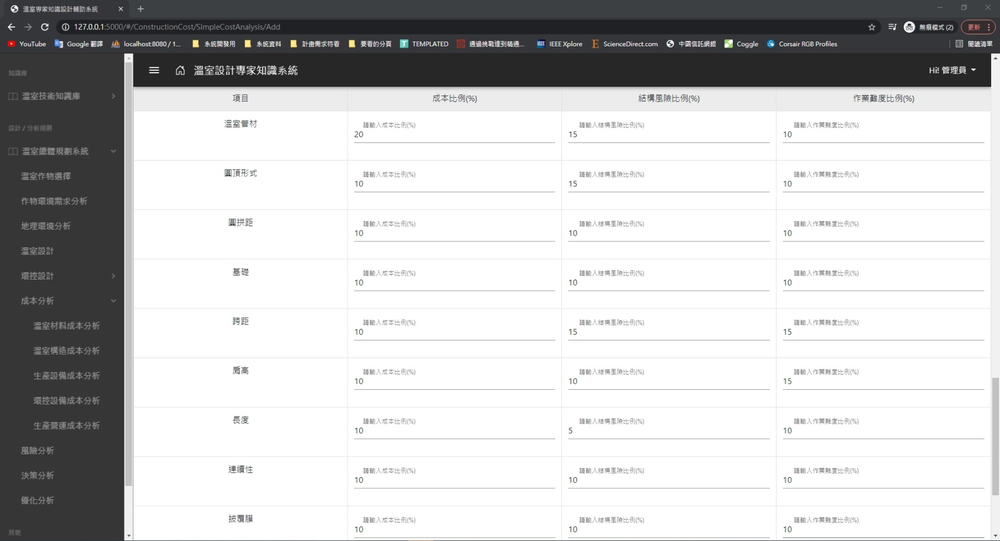 溫室專家知識設計輔助系統
127.0.0.1:5000/#/ConstructionCost/SimpleCostAnalysis/Add
無痕模式 (2)
更新
YouTube
Google 翻譯
localhost:8080 / 1...
系統開發用
系統資料
計畫需求待看
要看的分頁
TEMPLATED
通過挑戰達到精通...
IEEE Xplore
ScienceDirect.com
中國信託網銀
Coggle
Corsair RGB Profiles
閱讀清單
知識庫
溫室技術知識庫
設計 / 分析規劃
溫室總體規劃系統
溫室作物選擇
作物環境需求分析
地理環境分析
溫室設計
環控設計
成本分析
溫室材料成本分析
溫室構造成本分析
生產設備成本分析
環控設備成本分析
生產營運成本分析
風險分析
決策分析
優化分析
其他
溫室設計專家知識系統
Hi! 管理員
項目 成本比例(%) 結構風險比例(%) 作業難度比例(%)
溫室管材 請輸入成本比例(%) 請輸入結構風險比例(%) 請輸入作業難度比例(%)
20 15 10
圓頂形式 請輸入成本比例(%) 請輸入結構風險比例(%) 請輸入作業難度比例(%)
10 15 10
圓拱距 請輸入成本比例(%) 請輸入結構風險比例(%) 請輸入作業難度比例(%)
10 10 10
基礎 請輸入成本比例(%) 請輸入結構風險比例(%) 請輸入作業難度比例(%)
10 10 10
跨距 請輸入成本比例(%) 請輸入結構風險比例(%) 請輸入作業難度比例(%)
10 15 15
肩高 請輸入成本比例(%) 請輸入結構風險比例(%) 請輸入作業難度比例(%)
10 10 15
長度 請輸入成本比例(%) 請輸入結構風險比例(%) 請輸入作業難度比例(%)
10 5 10
連續性 請輸入成本比例(%) 請輸入結構風險比例(%) 請輸入作業難度比例(%)
10 10 10
披覆膜 請輸入成本比例(%) 請輸入結構風險比例(%) 請輸入作業難度比例(%)
10 10 10